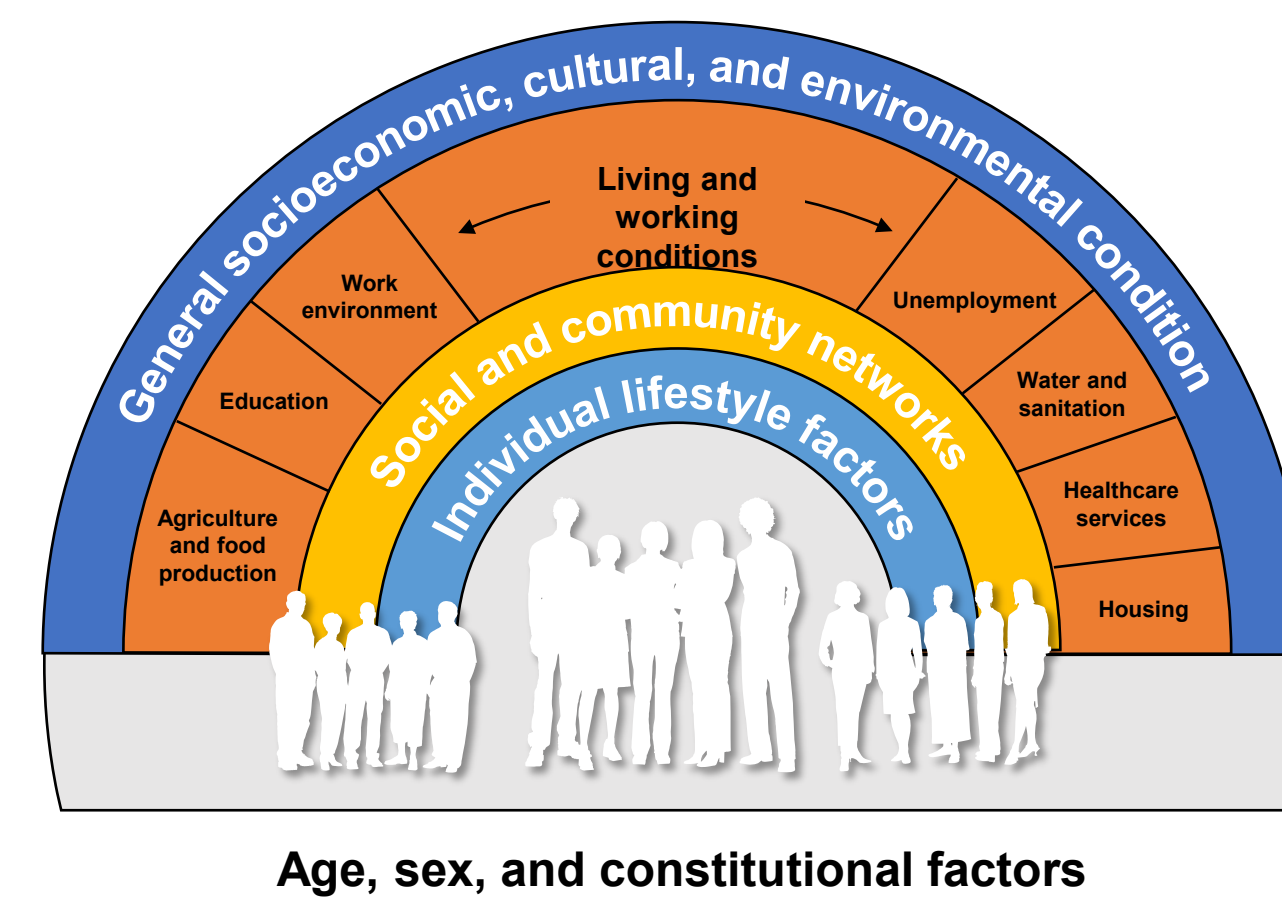 General socioeconomic, cultural, and environmental condition
Living and
working
conditions
Work
environment
Unemployment
Education
Water and
sanitation
Agriculture
and food
production
Healthcare
services
Housing
Social and community networks
Individual lifestyle factors
Age, sex, and constitutional factors